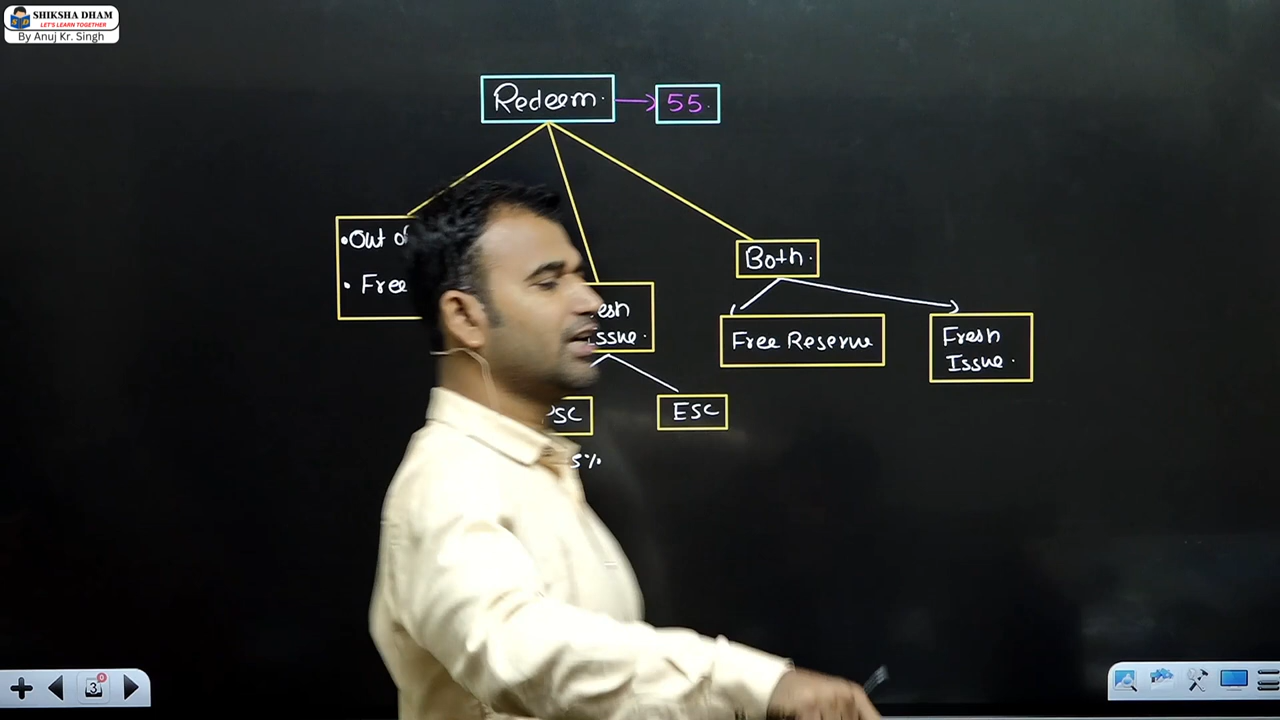 SHIKSHA DHAM
LET'S LEARN TOGETHER
By Anuj Kr. Singh
Redeem.
55.
•Out of
• Free
Issue.
Both.
Free Reserve
Fresh
Issue.
ESC
3